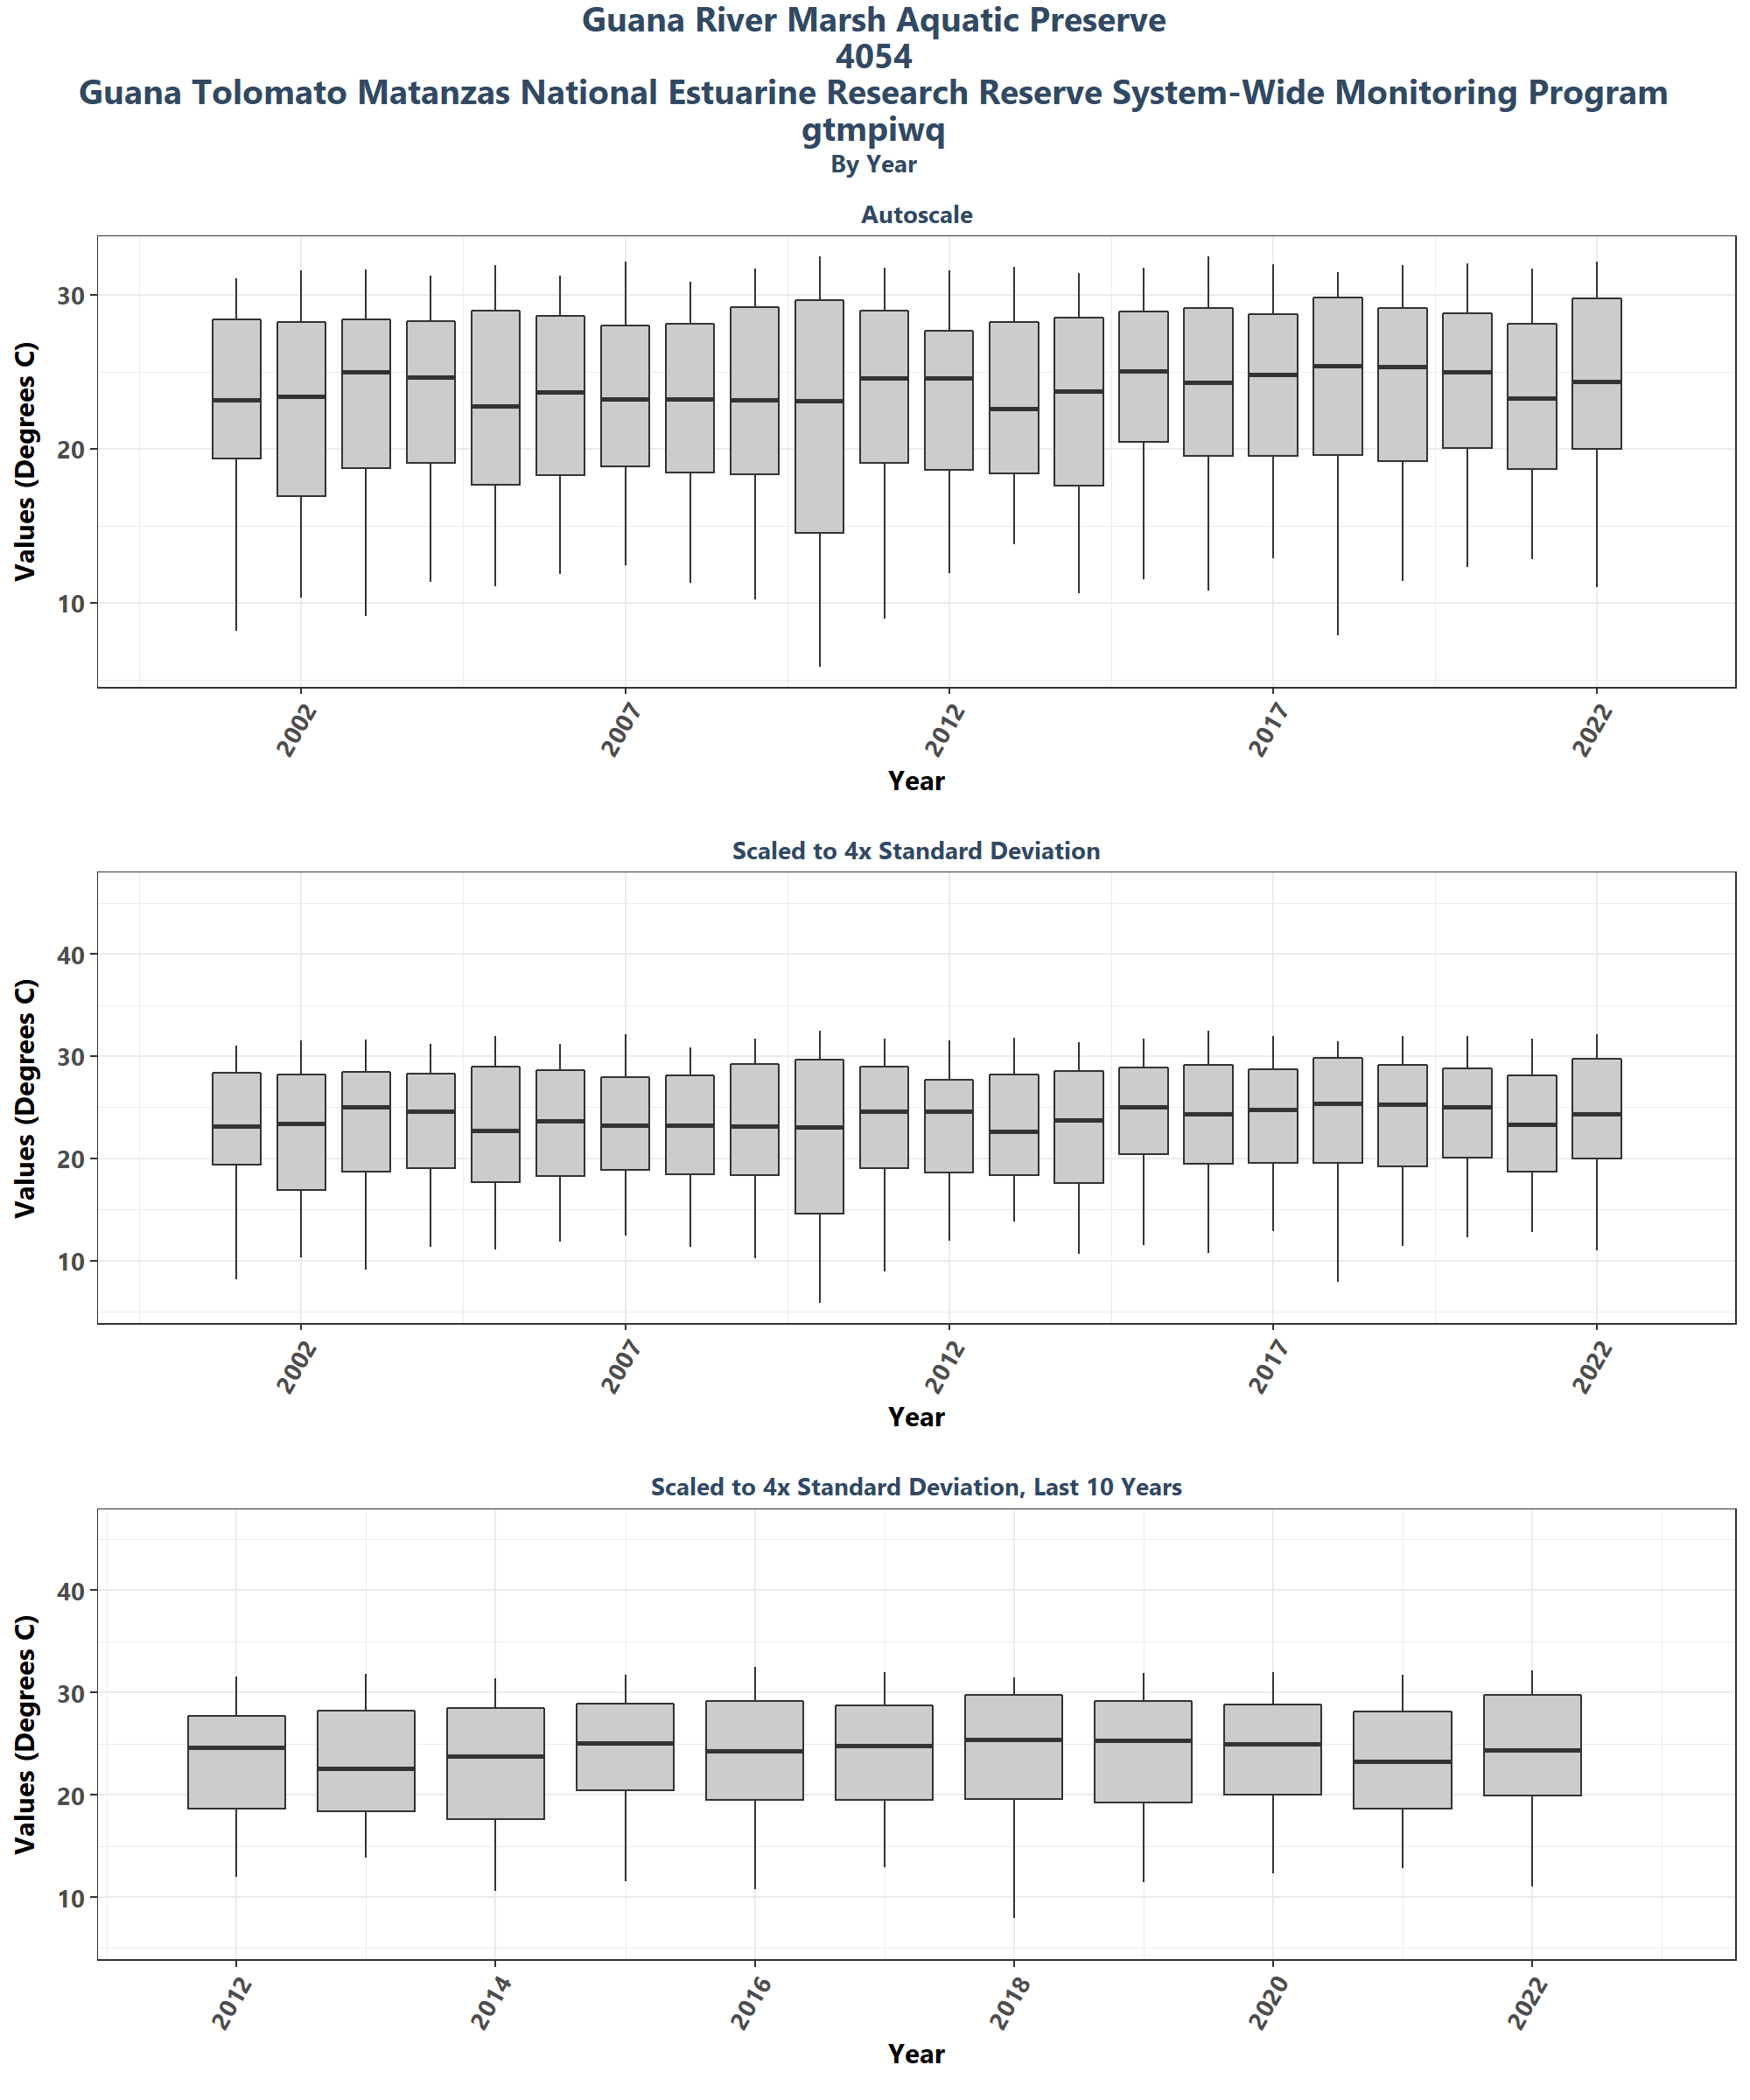 Guana River Marsh Aquatic Preserve
4054
Guana Tolomato Matanzas National Estuarine Research Reserve System-Wide Monitoring Program
gtmpiwq
By Year
Autoscale
Values (Degrees C)
30
20
10
2002
2007
2012
2017
2022
Year
Scaled to 4x Standard Deviation
Values (Degrees C)
40
30
20
10
2002
2007
2012
2017
2022
Year
Scaled to 4x Standard Deviation, Last 10 Years
Values (Degrees C)
40
30
20
10
2012
2014
2016
2018
2020
2022
Year